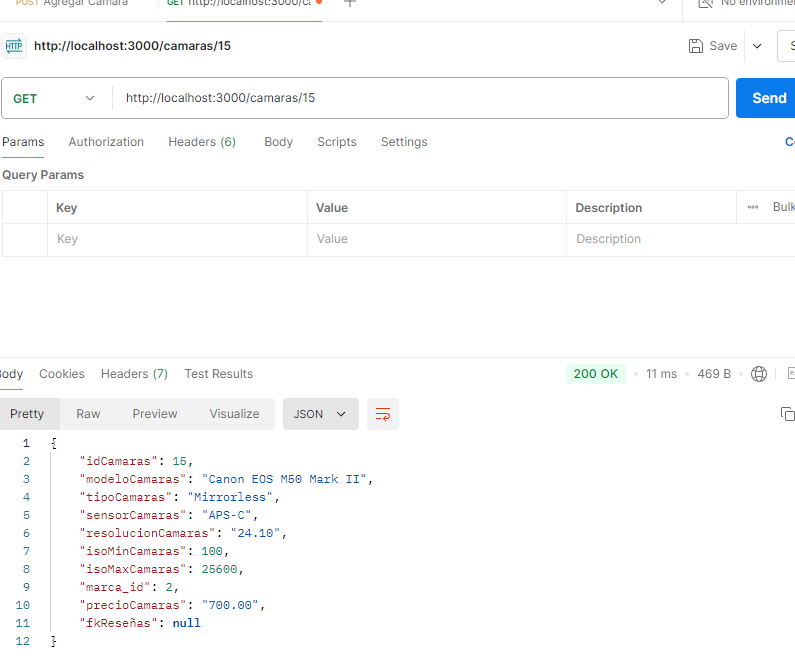 POST Agregar Camara
GET http://localhost:3000/ca
No environme
HTTP http://localhost:3000/camaras/15
Save
GET
http://localhost:3000/camaras/15
Send
Params Authorization Headers (6) Body Scripts Settings
Query Params
Key Value Description Bulk
Key Value Description
ody Cookies Headers (7) Test Results 200 OK 11 ms 469 B
Pretty Raw Preview Visualize JSON
1 {
2 "idCamaras": 15,
3 "modeloCamaras": "Canon EOS M50 Mark II",
4 "tipoCamaras": "Mirrorless",
5 "sensorCamaras": "APS-C",
6 "resolucionCamaras": "24.10",
7 "isoMinCamaras": 100,
8 "isoMaxCamaras": 25600,
9 "marca_id": 2,
10 "precioCamaras": "700.00",
11 "fkReseñas": null
12 }